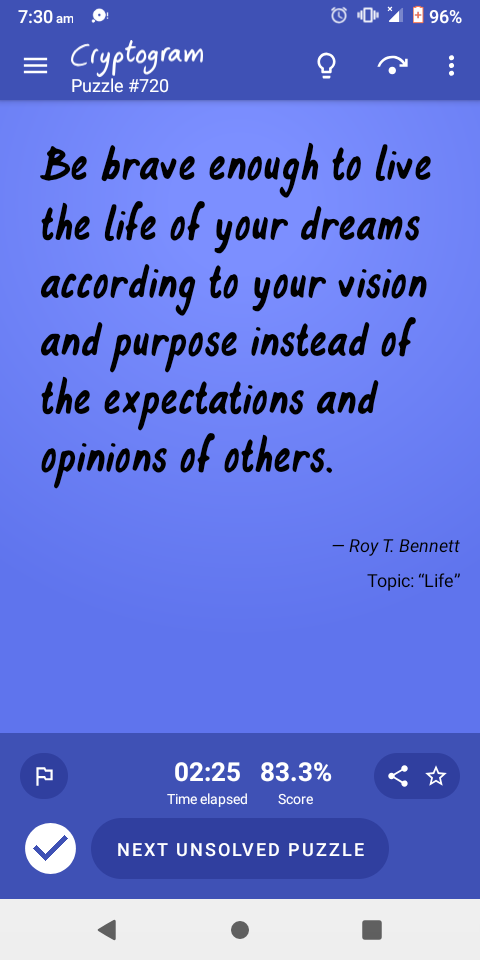 7:30 am
96%
Cryptogram
Puzzle #720
Be brave enough to live
the life of your dreams
according to your vision
and purpose instead of
the expectations and
opinions of others.
— Roy T. Bennett
Topic: “Life”
02:25 83.3%
Time elapsed Score
NEXT UNSOLVED PUZZLE